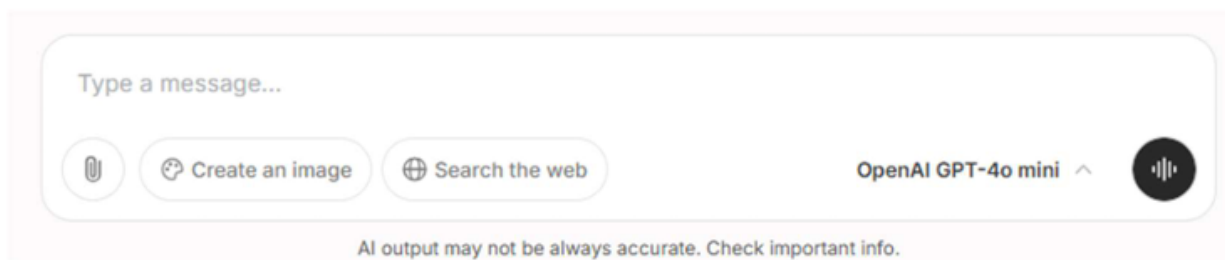 Type a message...
Create an image Search the web OpenAI GPT-4o mini
AI output may not be always accurate. Check important info.